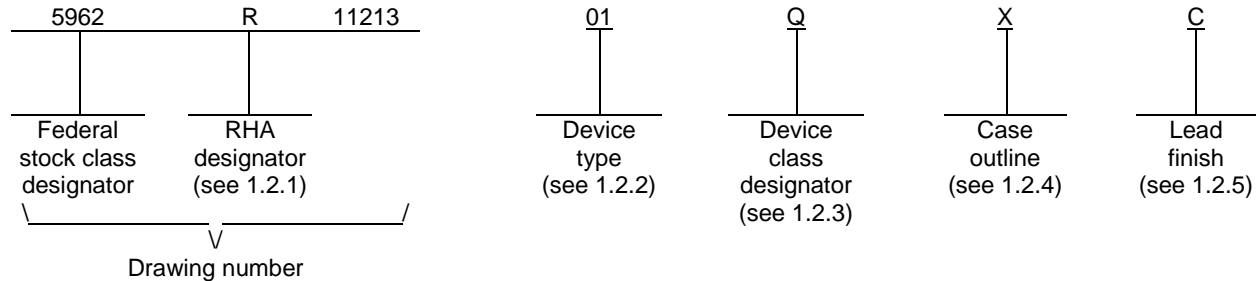 5962 R 11213 01 Q X C
Federal RHA Device Device Case Lead
stock class designator type class outline finish
designator (see 1.2.1) (see 1.2.2) designator (see 1.2.4) (see 1.2.5)
(see 1.2.3)
Drawing number